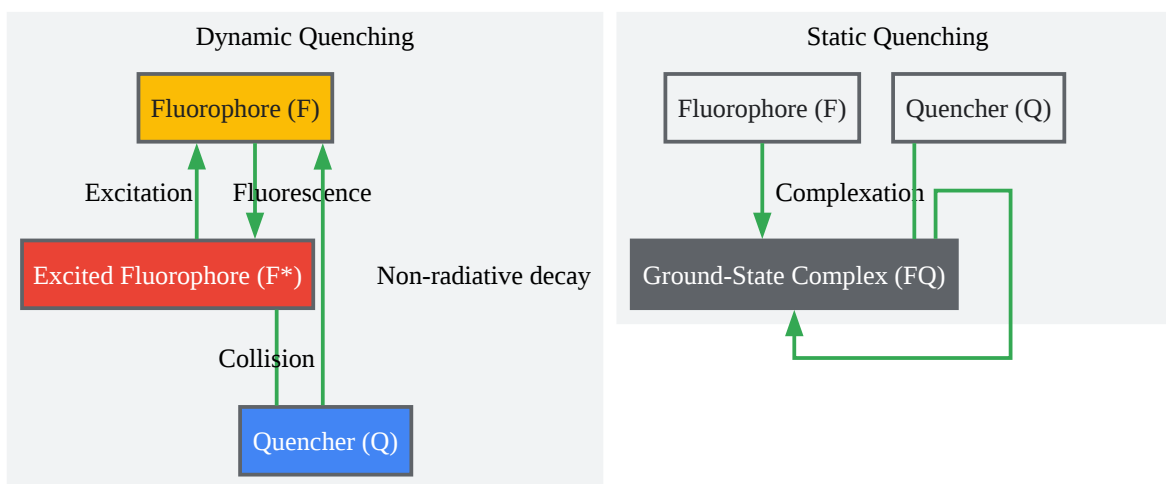 Dynamic Quenching
Fluorophore (F)
Excitation
Fluorescence
Excited Fluorophore (F*)
Non-radiative decay
Collision
Quencher (Q)
Static Quenching
Fluorophore (F)
Quencher (Q)
Complexation
Ground-State Complex (FQ)